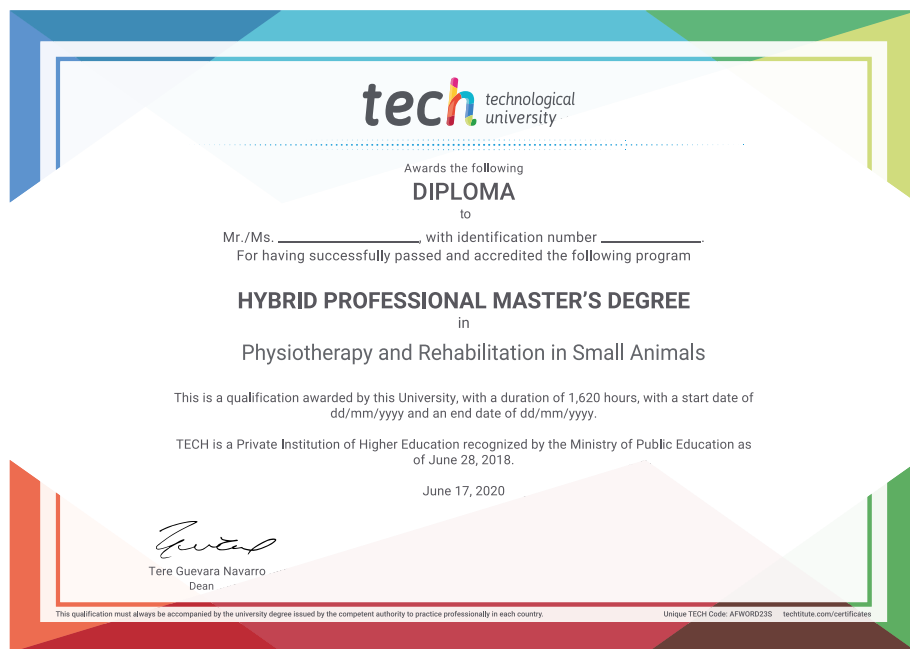 tech technological
university
Awards the following
DIPLOMA
to
Mr./Ms. ____________, with identification number ____________.
For having successfully passed and accredited the following program
HYBRID PROFESSIONAL MASTER'S DEGREE
in
Physiotherapy and Rehabilitation in Small Animals
This is a qualification awarded by this University, with a duration of 1,620 hours, with a start date of
dd/mm/yyyy and an end date of dd/mm/yyyy.
TECH is a Private Institution of Higher Education recognized by the Ministry of Public Education as
of June 28, 2018.
June 17, 2020
Tere Guevara Navarro
Dean
This qualification must always be accompanied by the university degree issued by the competent authority to practice professionally in each country.
Unique TECH Code: AFWORD23S techtitute.com/certificates